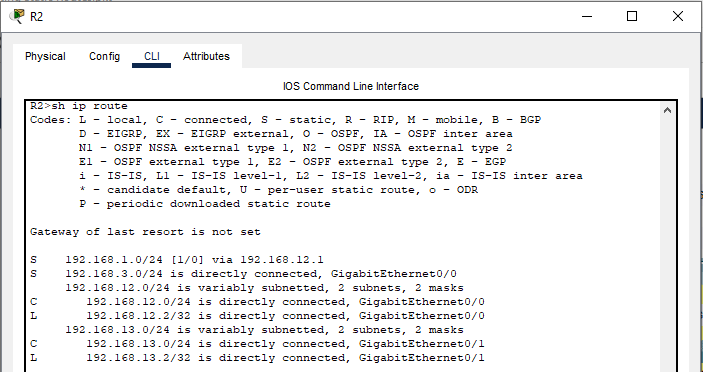 R2
Physical Config CLI Attributes
IOS Command Line Interface
R2>sh ip route
Codes: L - local, C - connected, S - static, R - RIP, M - mobile, B - BGP
D - EIGRP, EX - EIGRP external, O - OSPF, IA - OSPF inter area
N1 - OSPF NSSA external type 1, N2 - OSPF NSSA external type 2
E1 - OSPF external type 1, E2 - OSPF external type 2, E - EGP
i - IS-IS, L1 - IS-IS level-1, L2 - IS-IS level-2, ia - IS-IS inter area
* - candidate default, U - per-user static route, o - ODR
P - periodic downloaded static route
Gateway of last resort is not set
S 192.168.1.0/24 [1/0] via 192.168.12.1
S 192.168.3.0/24 is directly connected, GigabitEthernet0/0
192.168.12.0/24 is variably subnetted, 2 subnets, 2 masks
C 192.168.12.0/24 is directly connected, GigabitEthernet0/0
L 192.168.12.2/32 is directly connected, GigabitEthernet0/0
192.168.13.0/24 is variably subnetted, 2 subnets, 2 masks
C 192.168.13.0/24 is directly connected, GigabitEthernet0/1
L 192.168.13.2/32 is directly connected, GigabitEthernet0/1